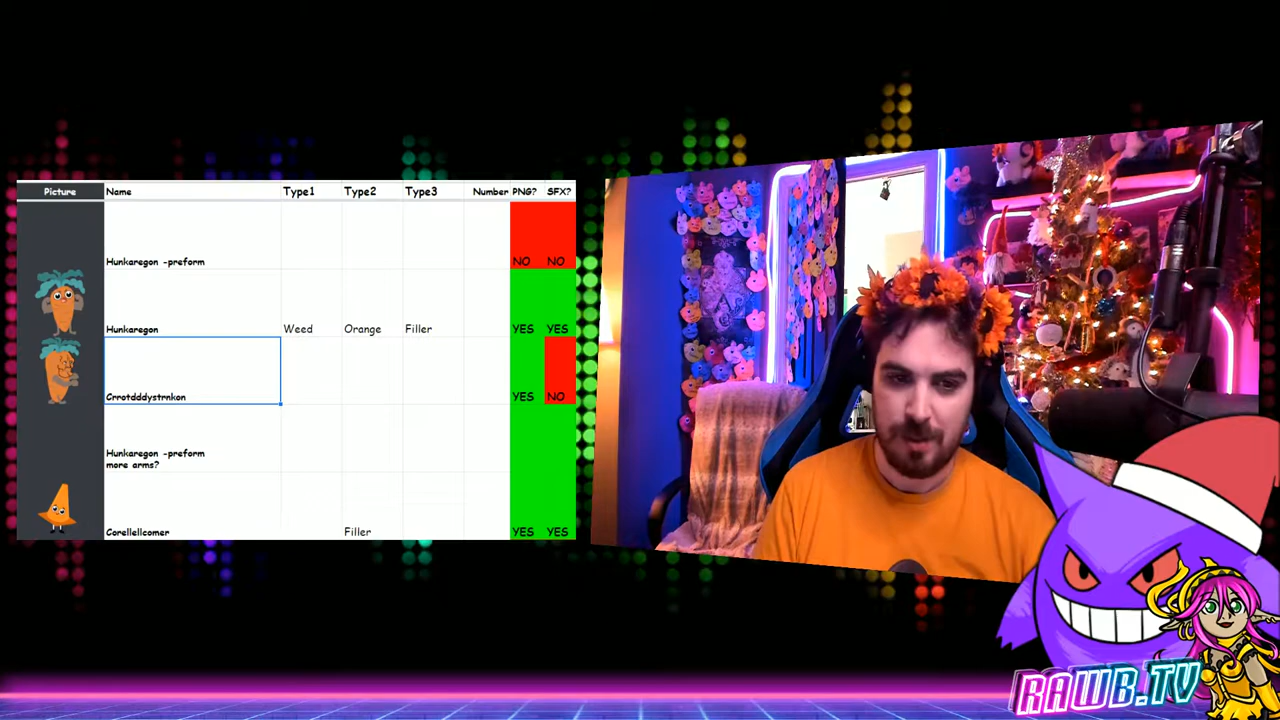 Picture Name Type1 Type2 Type3 Number PNG? SFX?
Hunkaregon -preform NO NO
Hunkaregon Weed Orange Filler YES YES
Crrotdddystrnkon YES NO
Hunkaregon -preform
more arms?
Corellellcomer Filler YES YES
RAWB.TV